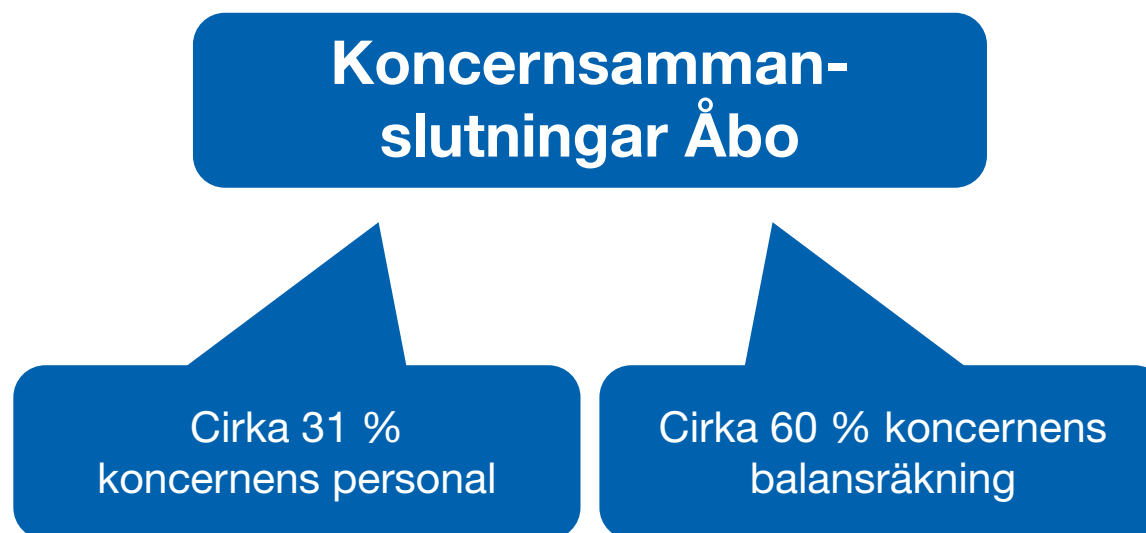 Koncernsamman-
slutningar Åbo
Cirka 31 %
koncernens personal
Cirka 60 % koncernens
balansräkning